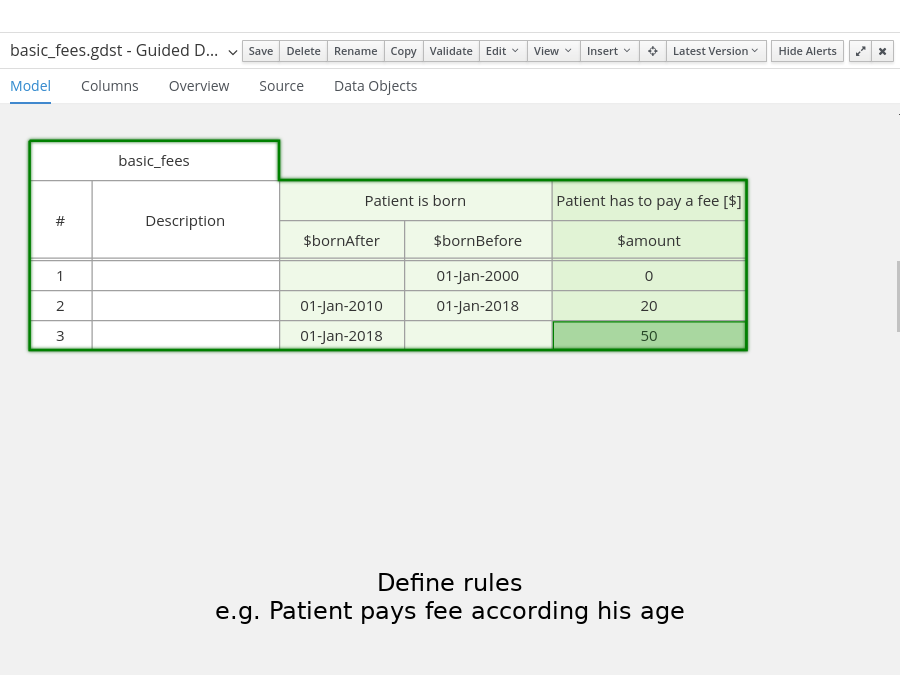 basic_fees.gdst - Guided D...
Save Delete Rename Copy Validate Edit View Insert Latest Version Hide Alerts
Model Columns Overview Source Data Objects
basic_fees
# Description Patient is born Patient has to pay a fee [$]
$bornAfter $bornBefore $amount
1 01-Jan-2000 0
2 01-Jan-2010 01-Jan-2018 20
3 01-Jan-2018 50
Define rules
e.g. Patient pays fee according his age